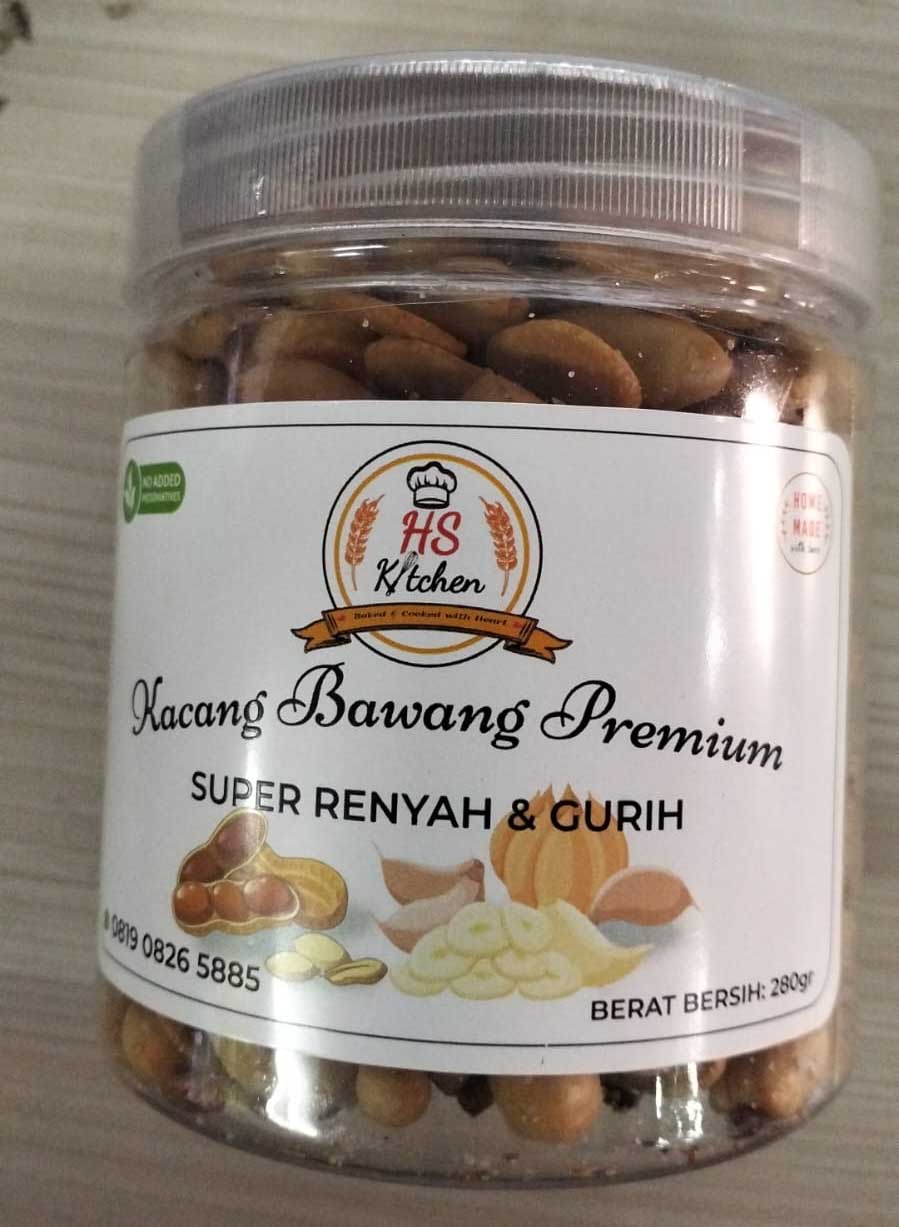 NO ADDED
PRESERVATIVES
HOME
MADE
with love
HS
Kitchen
Baked & Cooked with Heart
Kacang Bawang Premium
SUPER RENYAH & GURIH
0819 0826 5885
BERAT BERSIH: 280gr